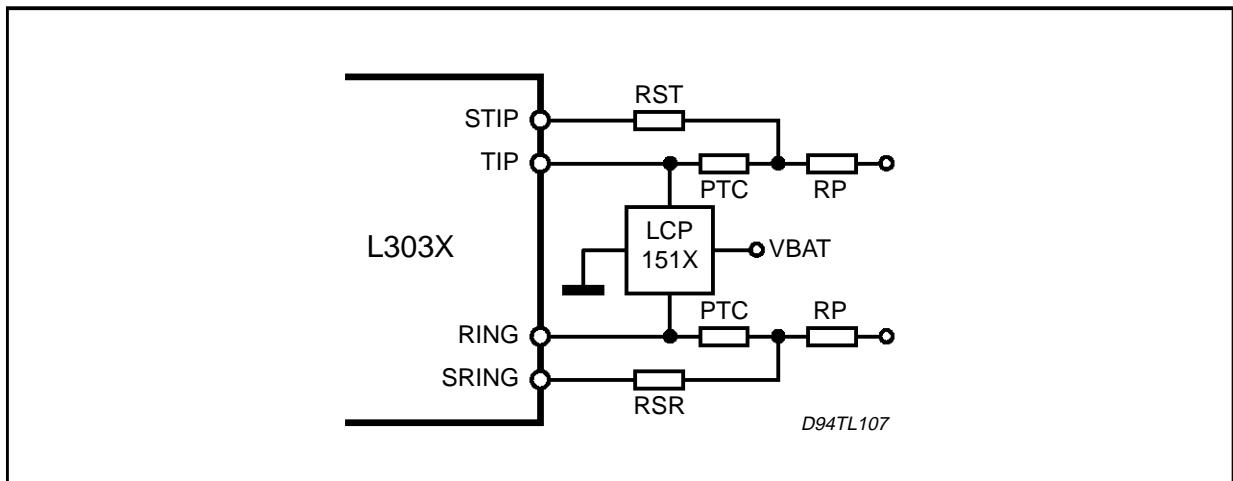 RST
STIP
TIP
PTC
RP
LCP
151X
VBAT
L303X
PTC
RP
RING
SRING
RSR
D94TL107